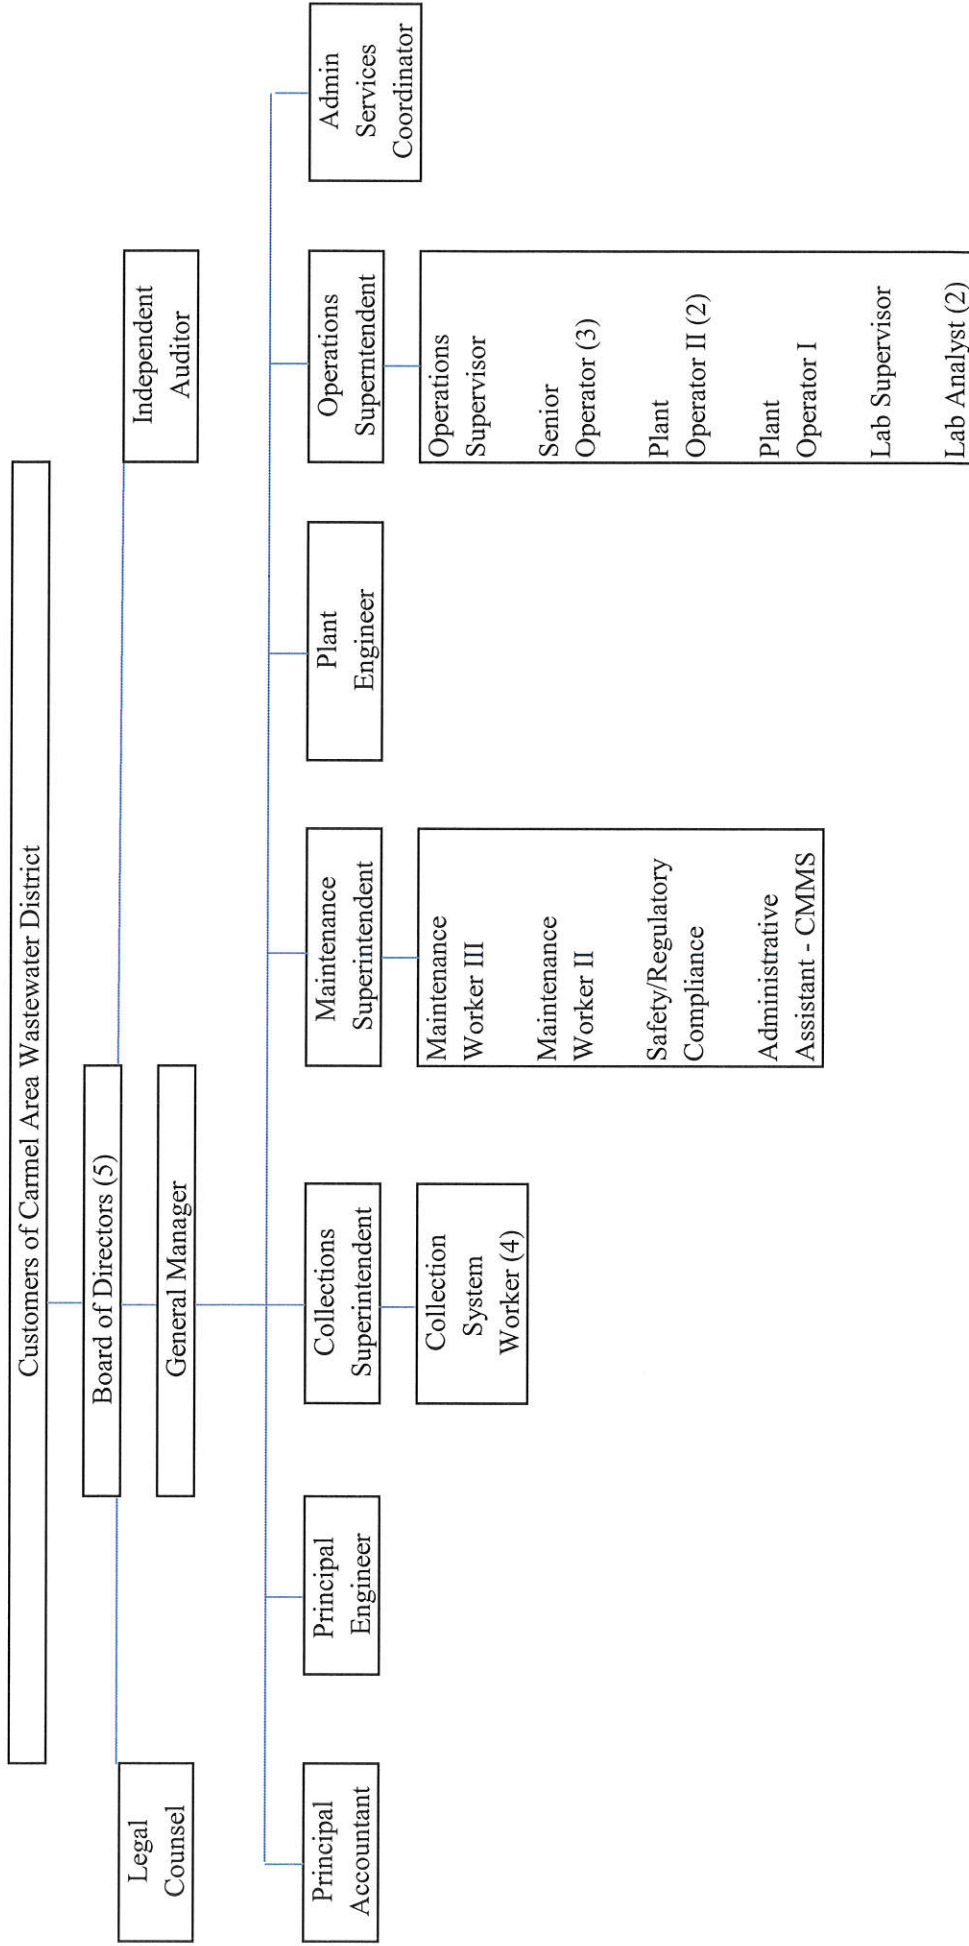 Customers of Carmel Area Wastewater District
Board of Directors (5)
Legal
Counsel
Independent
Auditor
General Manager
Principal
Accountant
Principal
Engineer
Collections
Superintendent
Maintenance
Superintendent
Plant
Engineer
Operations
Superntendent
Admin
Services
Coordinator
Collection
System
Worker (4)
Maintenance
Worker III
Maintenance
Worker II
Safety/Regulatory
Compliance
Administrative
Assistant - CMMS
Operations
Supervisor
Senior
Operator (3)
Plant
Operator II (2)
Plant
Operator I
Lab Supervisor
Lab Analyst (2)